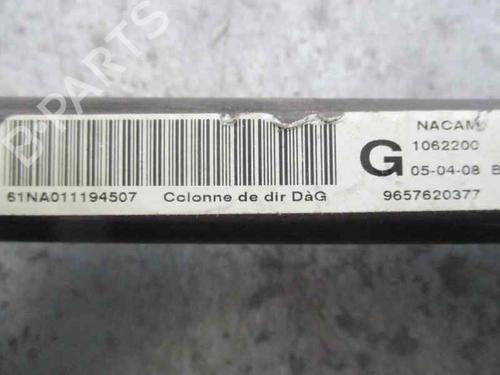 B-PARTS
NACAM
G
1062200
05-04-08 B
61NA011194507 Colonne de dir DàG
9657620377